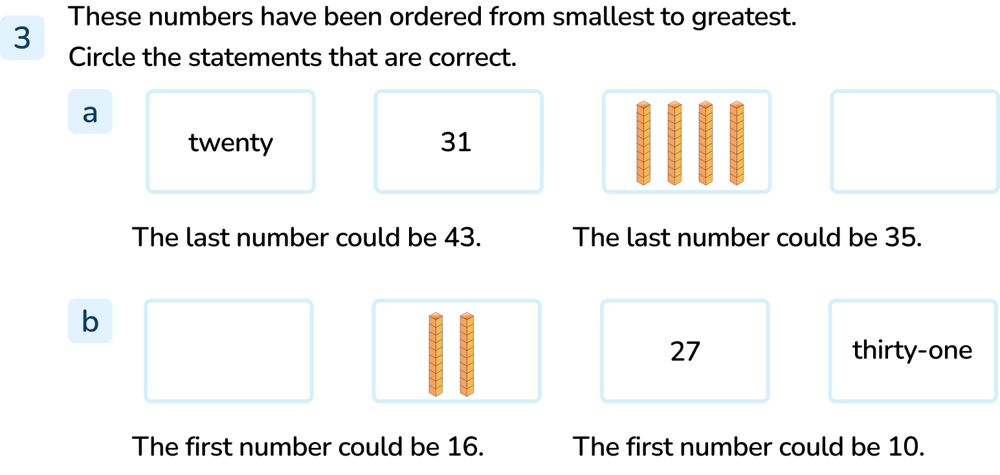 3
These numbers have been ordered from smallest to greatest.
Circle the statements that are correct.
a
twenty
31
The last number could be 43.
The last number could be 35.
b
27
thirty-one
The first number could be 16.
The first number could be 10.